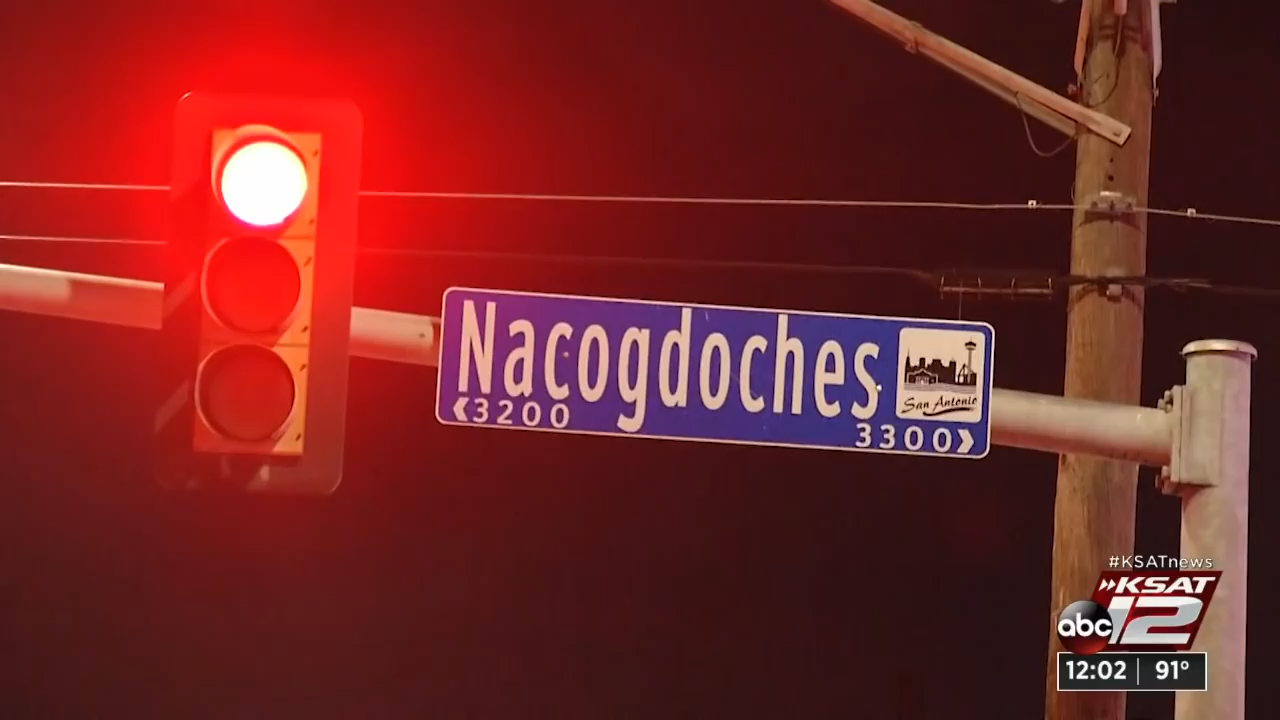 Nacogdoches
San Antonio
‹3200
3300›
#KSATnews
KSAT
abc 12
12:02 | 91°